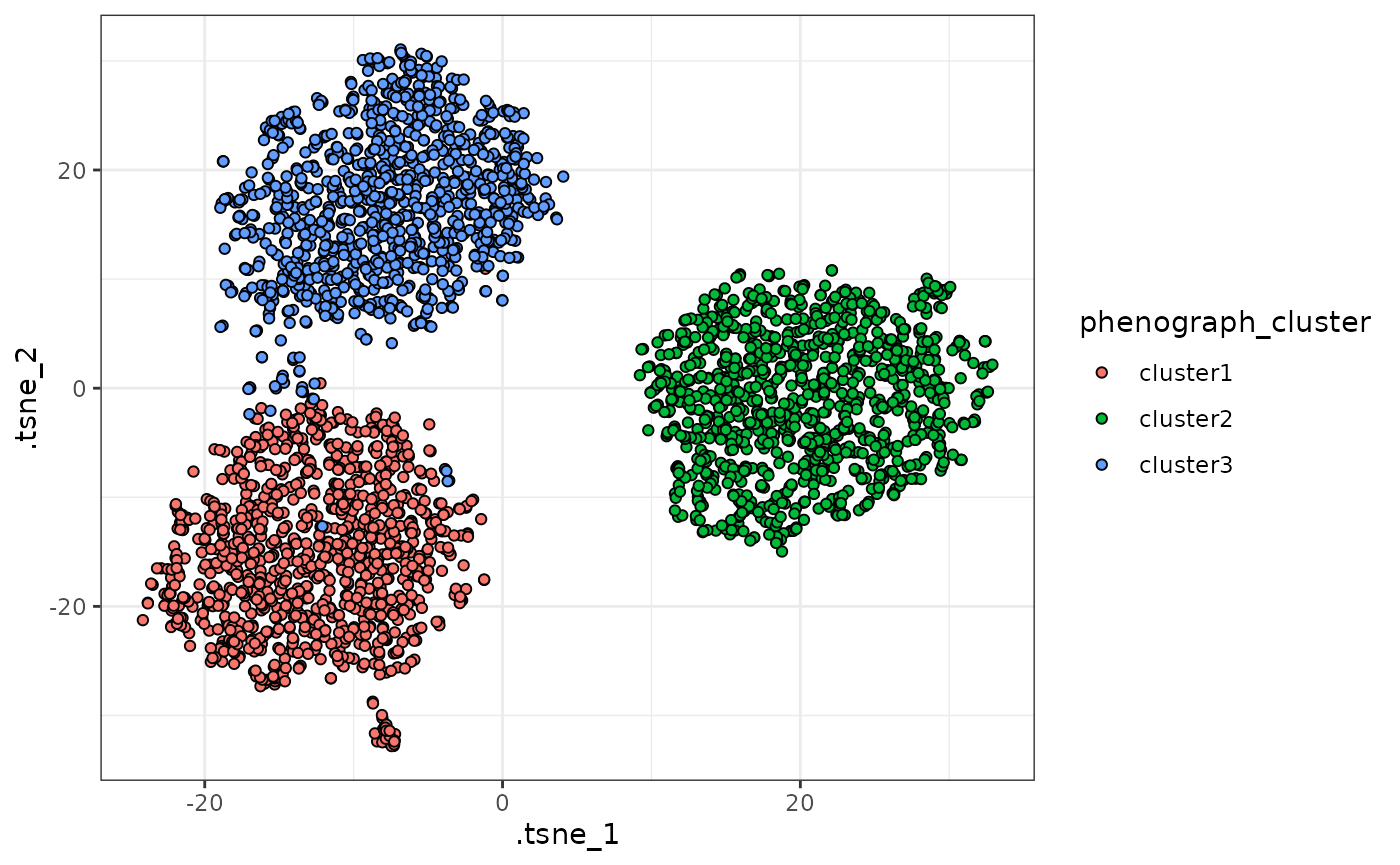 20
0
-20
.tsne_2
-20
0
20
.tsne_1
phenograph_cluster
cluster1
cluster2
cluster3